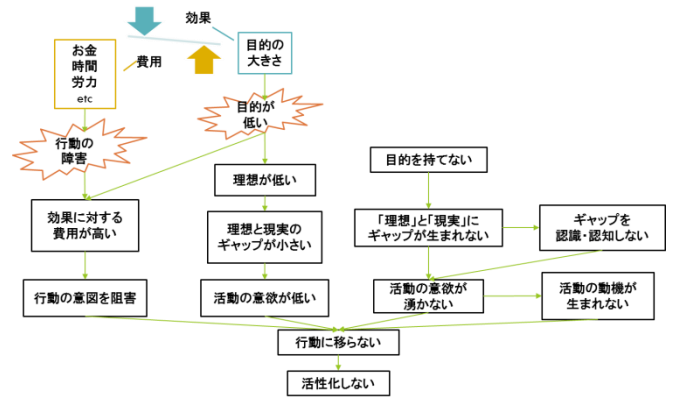 効果
お金
時間
労力
etc
費用
目的の
大きさ
目的が
低い
行動の
障害
目的を持てない
理想が低い
効果に対する
費用が高い
理想と現実の
ギャップが小さい
「理想」と「現実」に
ギャップが生まれない
ギャップを
認識・認知しない
行動の意図を阻害
活動の意欲が低い
活動の意欲が
湧かない
活動の動機が
生まれない
行動に移らない
活性化しない